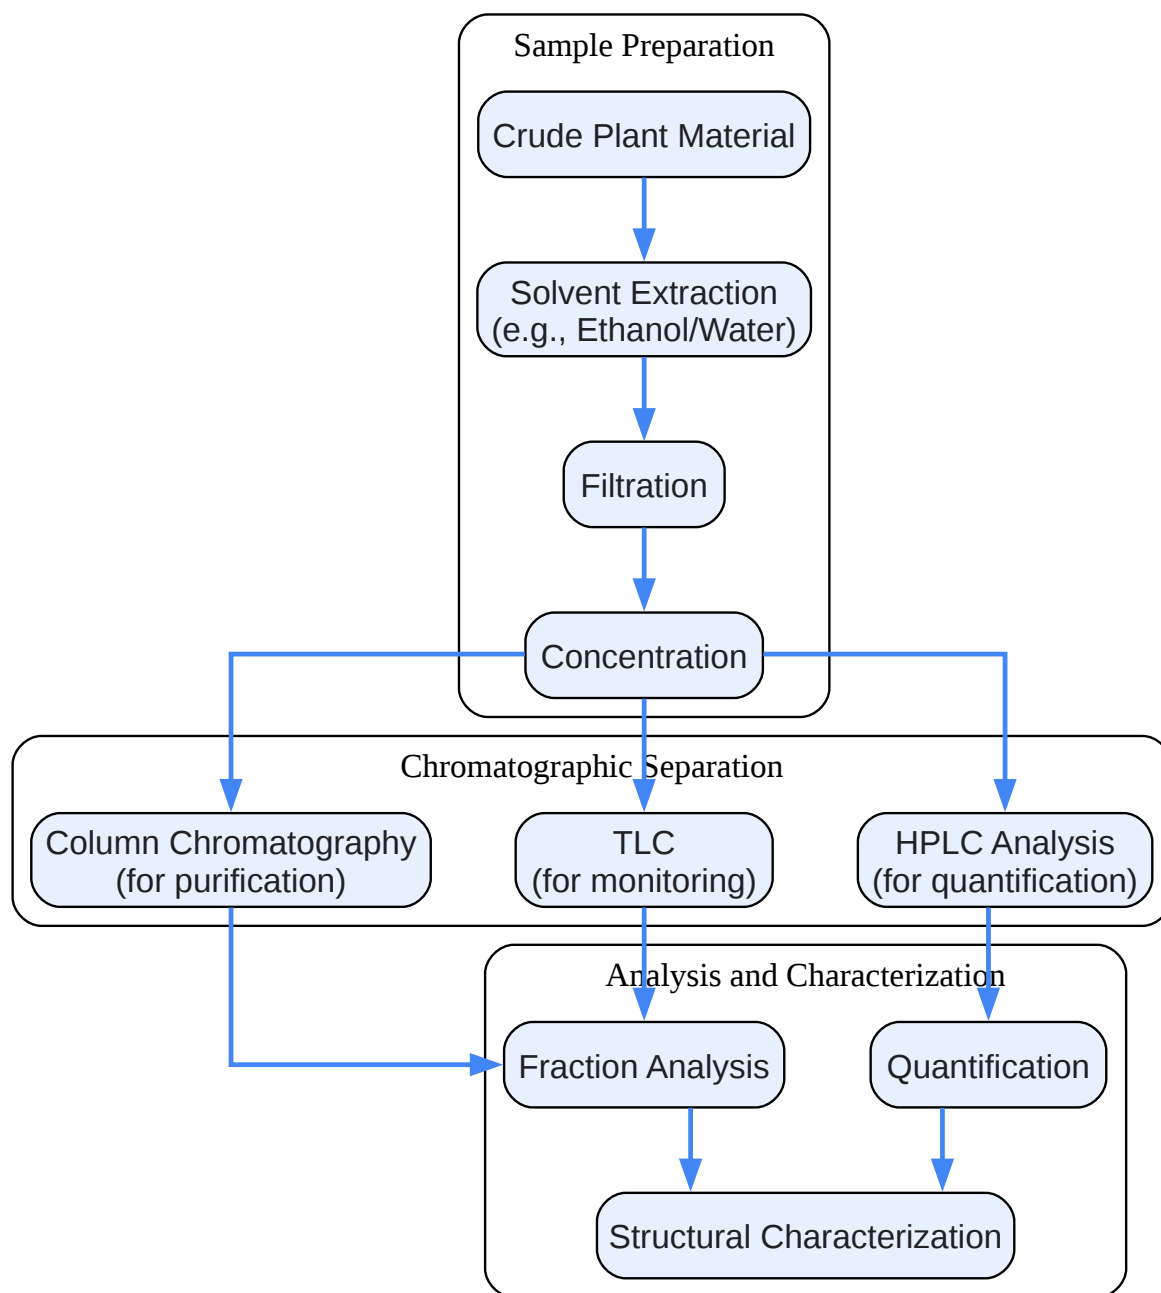 Sample Preparation
Crude Plant Material
Solvent Extraction
(e.g., Ethanol/Water)
Filtration
Concentration
Chromatographic Separation
Column Chromatography
(for purification)
TLC
(for monitoring)
HPLC Analysis
(for quantification)
Analysis and Characterization
Fraction Analysis
Quantification
Structural Characterization